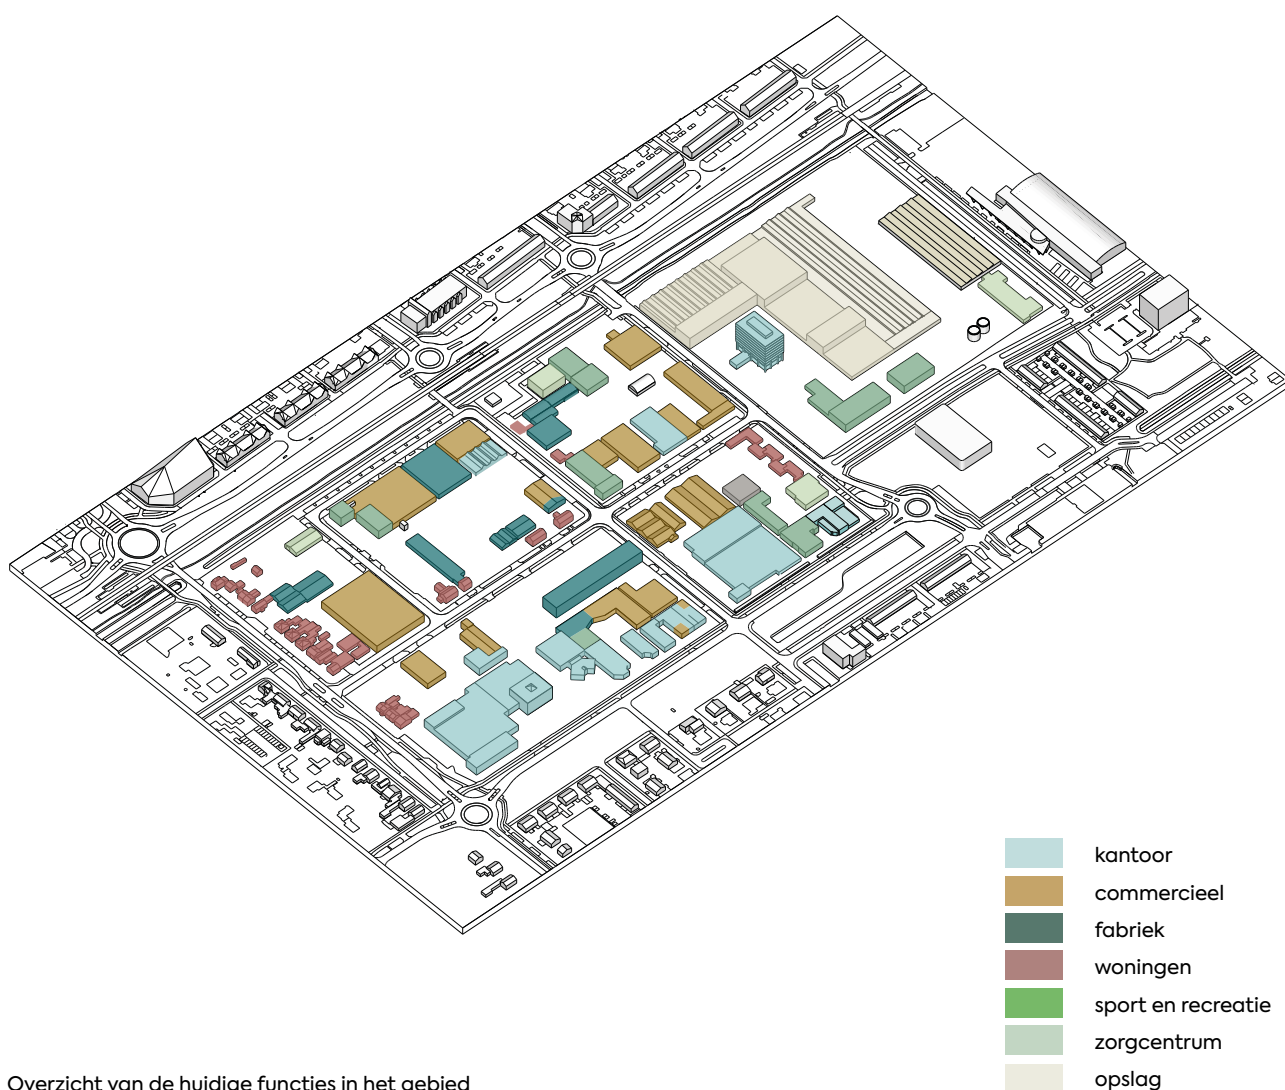 kantoor
commercieel
fabriek
woningen
sport en recreatie
zorgcentrum
opslag
Overzicht van de huidige functies in het gebied